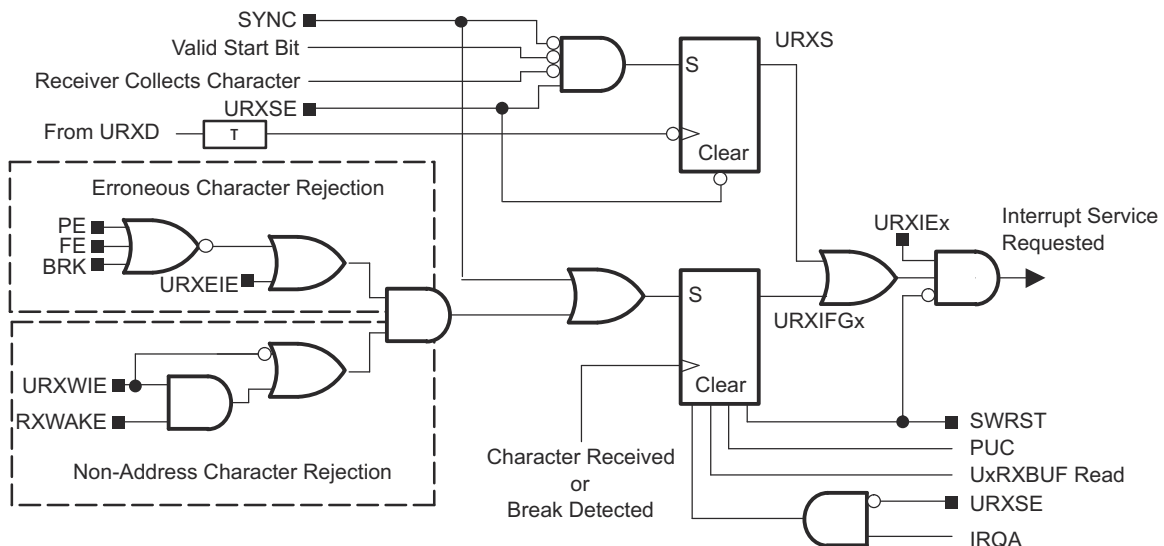 SYNC
URXS
Valid Start Bit
S
Receiver Collects Character
URXSE
From URXD
T
Clear
Erroneous Character Rejection
PE
FE
BRK
URXEIE
URXIEx
Interrupt Service
Requested
S
URXIFGx
Clear
URXWIE
RXWAKE
Non-Address Character Rejection
Character Received
or
Break Detected
SWRST
PUC
UxRXBUF Read
URXSE
IRQA